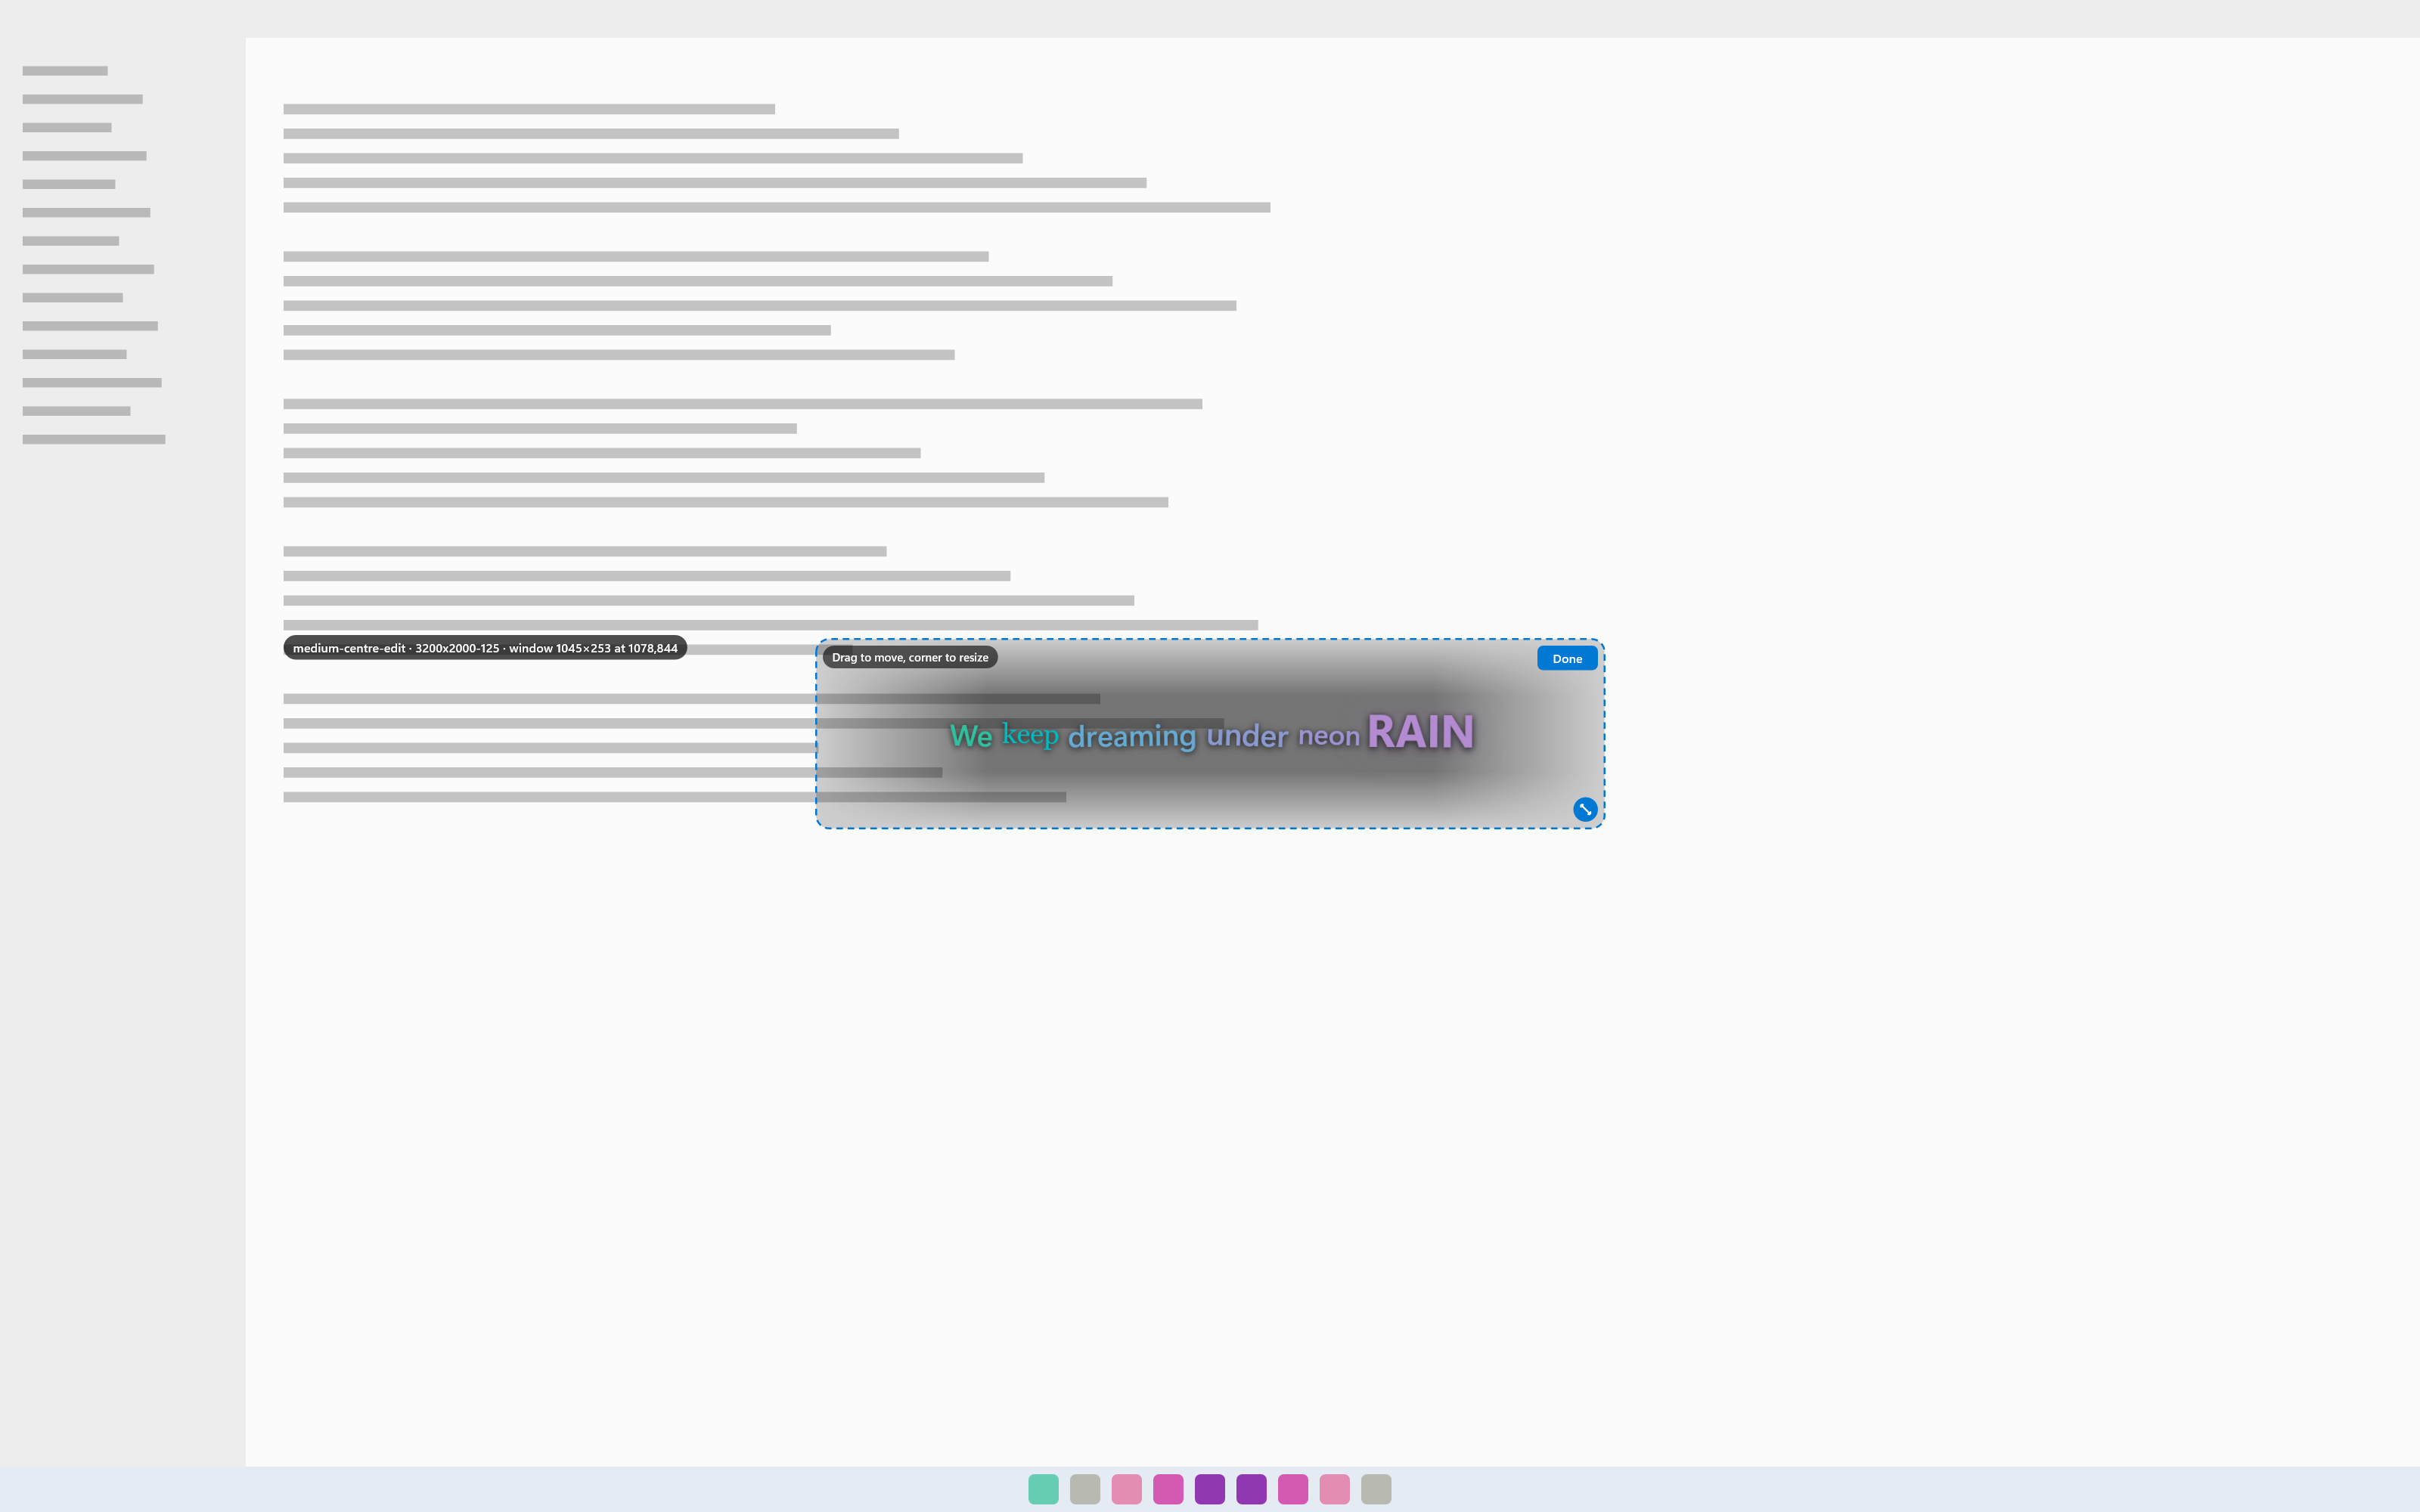 medium-centre-edit · 3200x2000-125 · window 1045×253 at 1078,844
Drag to move, corner to resize
Done
We keep dreaming under neon RAIN